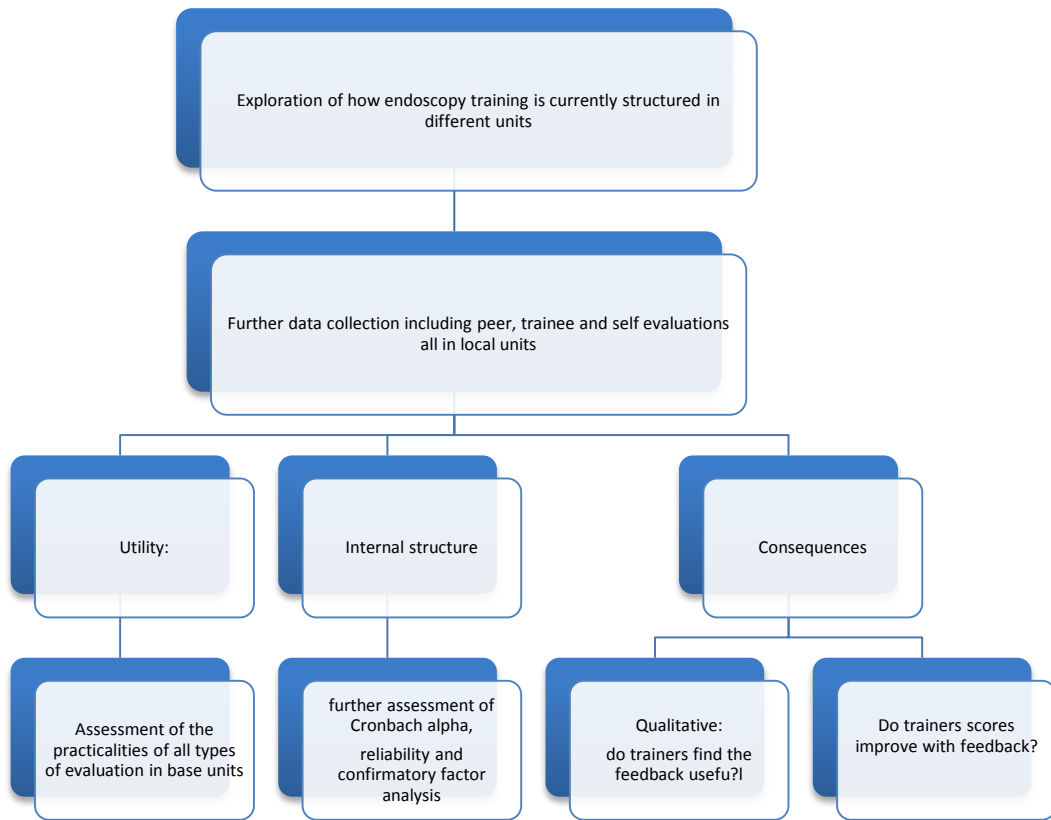 Exploration of how endoscopy training is currently structured in
different units
Further data collection including peer, trainee and self evaluations
all in local units
Utility:
Internal structure
Consequences
Assessment of the
practicalities of all types
of evaluation in base units
further assessment of
Cronbach alpha,
reliability and
confirmatory factor
analysis
Qualitative:
do trainers find the
feedback usefu?l
Do trainers scores
improve with feedback?